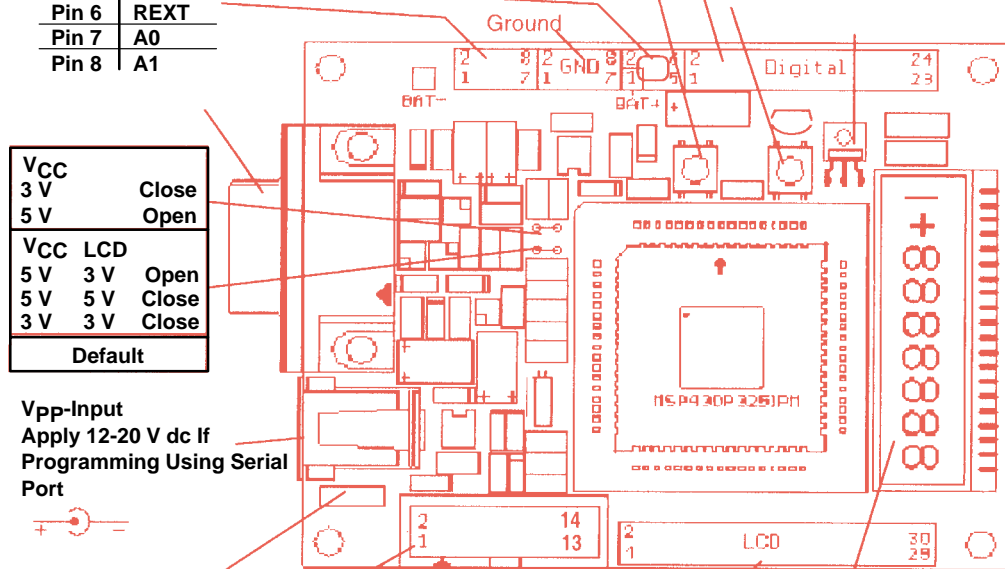 Pin 6 REXT
Pin 7 A0
Pin 8 A1
Ground
2 8 2 GND 8 2 6 2 Digital 24
1 7 1 7 1 5 1 23
BAT- BAT+
VCC
3 V Close
5 V Open
VCC LCD
5 V 3 V Open
5 V 5 V Close
3 V 3 V Close
Default
MSP430P325IPM
VPP-Input
Apply 12-20 V dc If
Programming Using Serial
Port
+ -
2 14
1 13
2 LCD 30
1 29